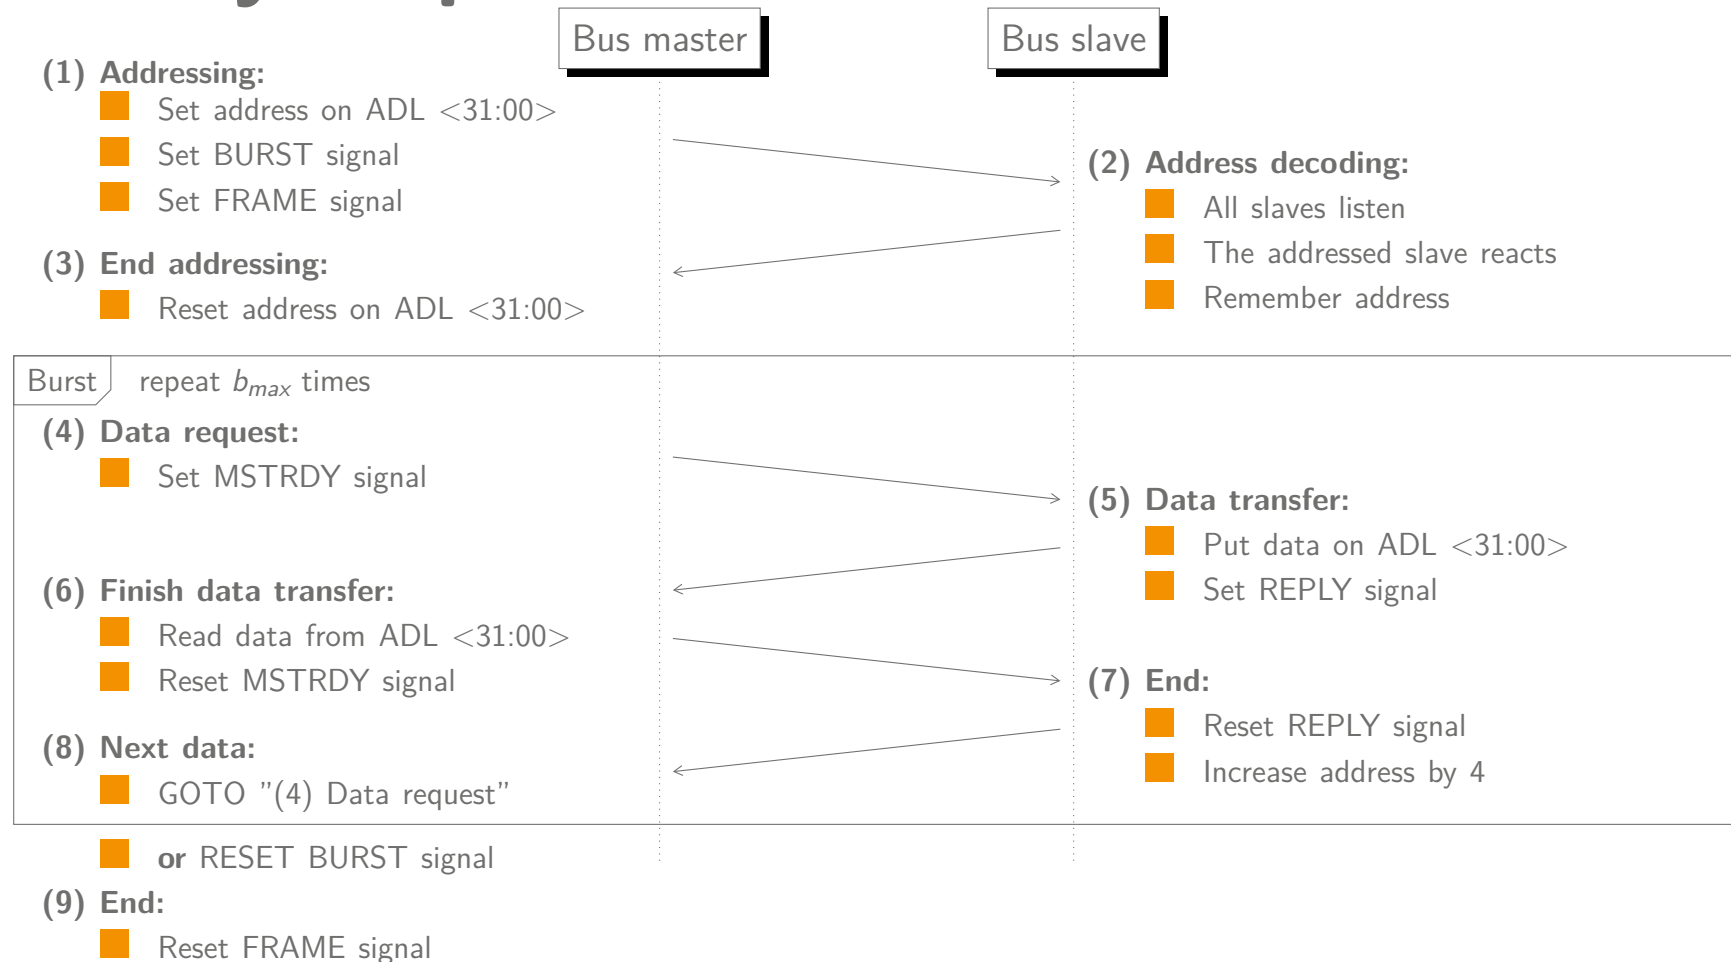 Bus master
Bus slave
(1) Addressing:
Set address on ADL <31:00>
Set BURST signal
Set FRAME signal
(2) Address decoding:
All slaves listen
The addressed slave reacts
Remember address
(3) End addressing:
Reset address on ADL <31:00>
Burst repeat b_max times
(4) Data request:
Set MSTRDY signal
(5) Data transfer:
Put data on ADL <31:00>
Set REPLY signal
(6) Finish data transfer:
Read data from ADL <31:00>
Reset MSTRDY signal
(7) End:
Reset REPLY signal
Increase address by 4
(8) Next data:
GOTO ”(4) Data request”
or RESET BURST signal
(9) End:
Reset FRAME signal